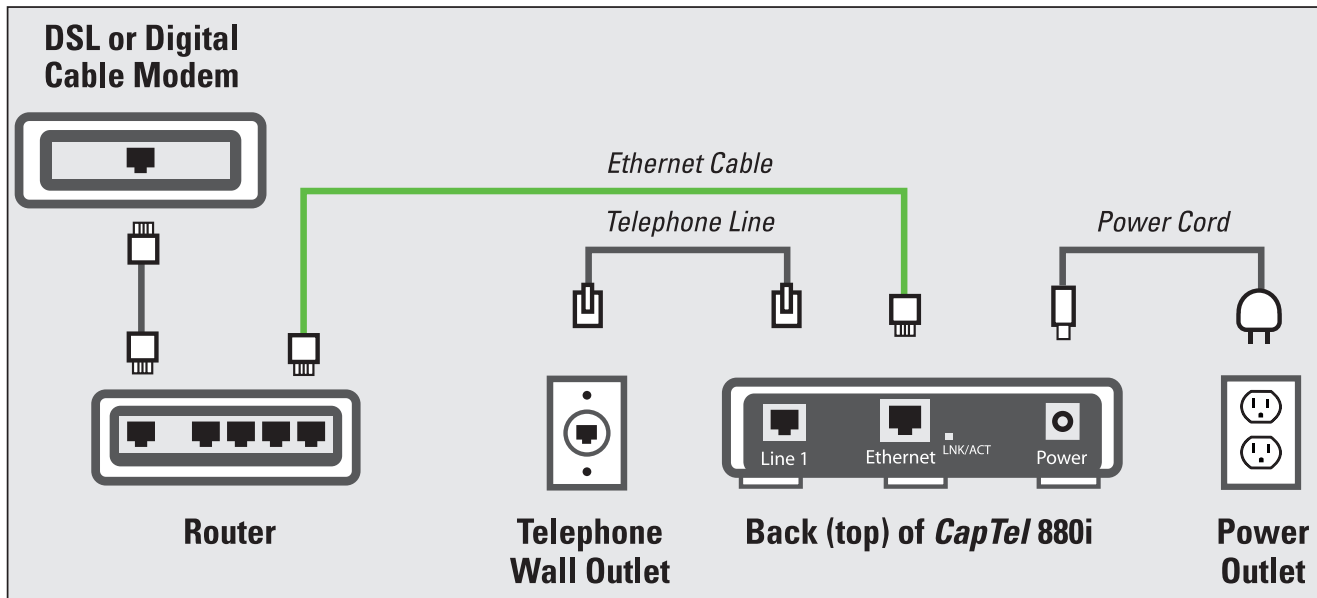 DSL or Digital
Cable Modem
Ethernet Cable
Telephone Line
Power Cord
Line 1
Ethernet
LNK/ACT
Power
Router
Telephone
Wall Outlet
Back (top) of CapTel 880i
Power
Outlet